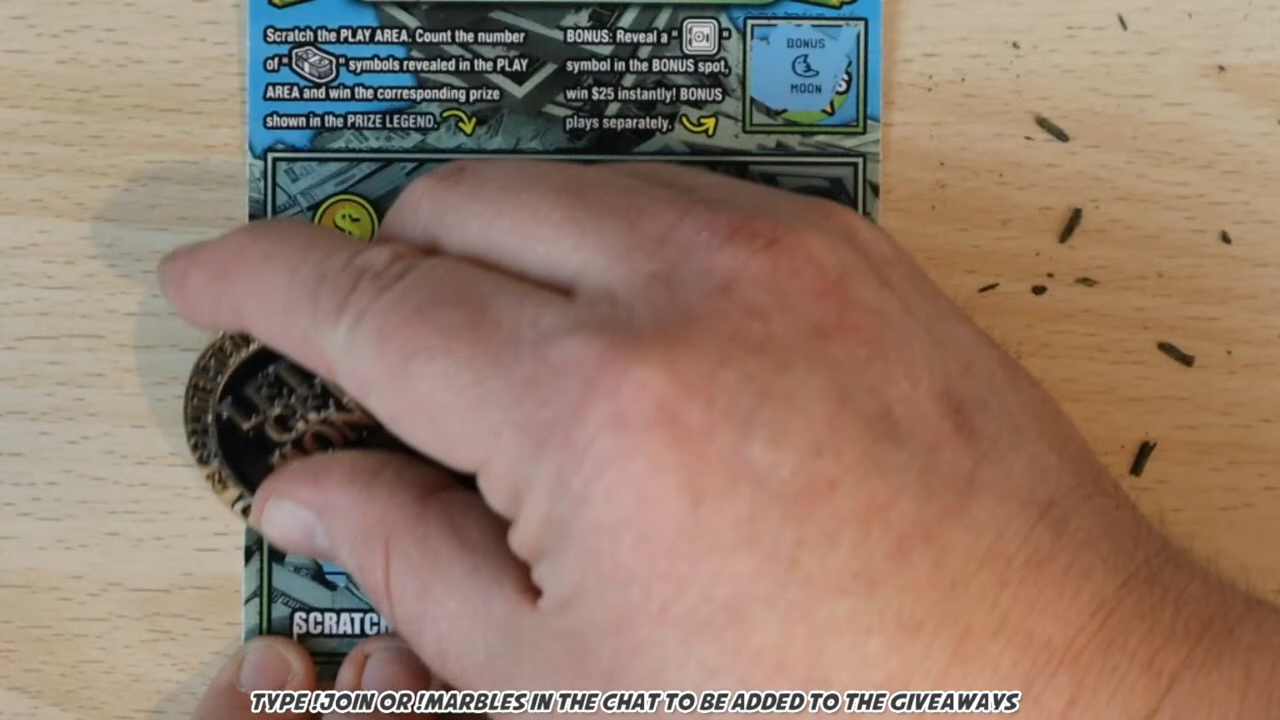 Scratch the PLAY AREA. Count the number
of " " symbols revealed in the PLAY
AREA and win the corresponding prize
shown in the PRIZE LEGEND.
BONUS: Reveal a " "
symbol in the BONUS spot,
win $25 instantly! BONUS
plays separately.
BONUS
MOON
$
SCRATCH
TYPE !JOIN OR !MARBLES IN THE CHAT TO BE ADDED TO THE GIVEAWAYS